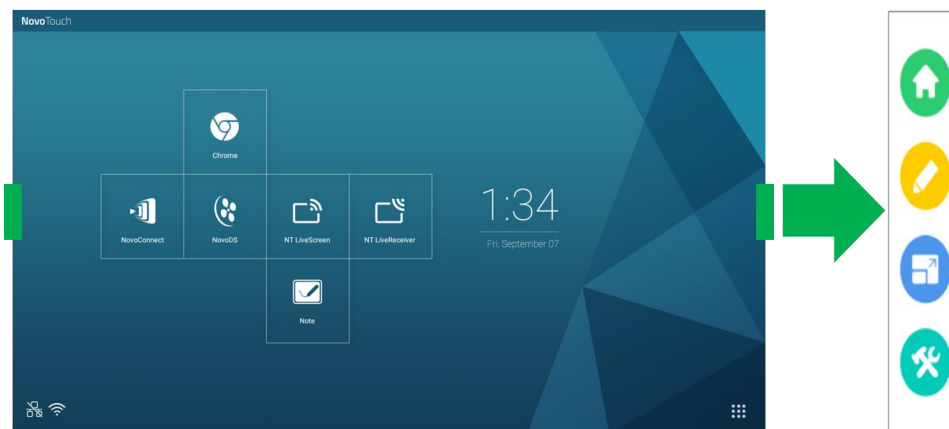 NovoTouch
Chrome
NovoConnect
NovoDS
NT LiveScreen
NT LiveReceiver
1:34
Fri, September 07
Note